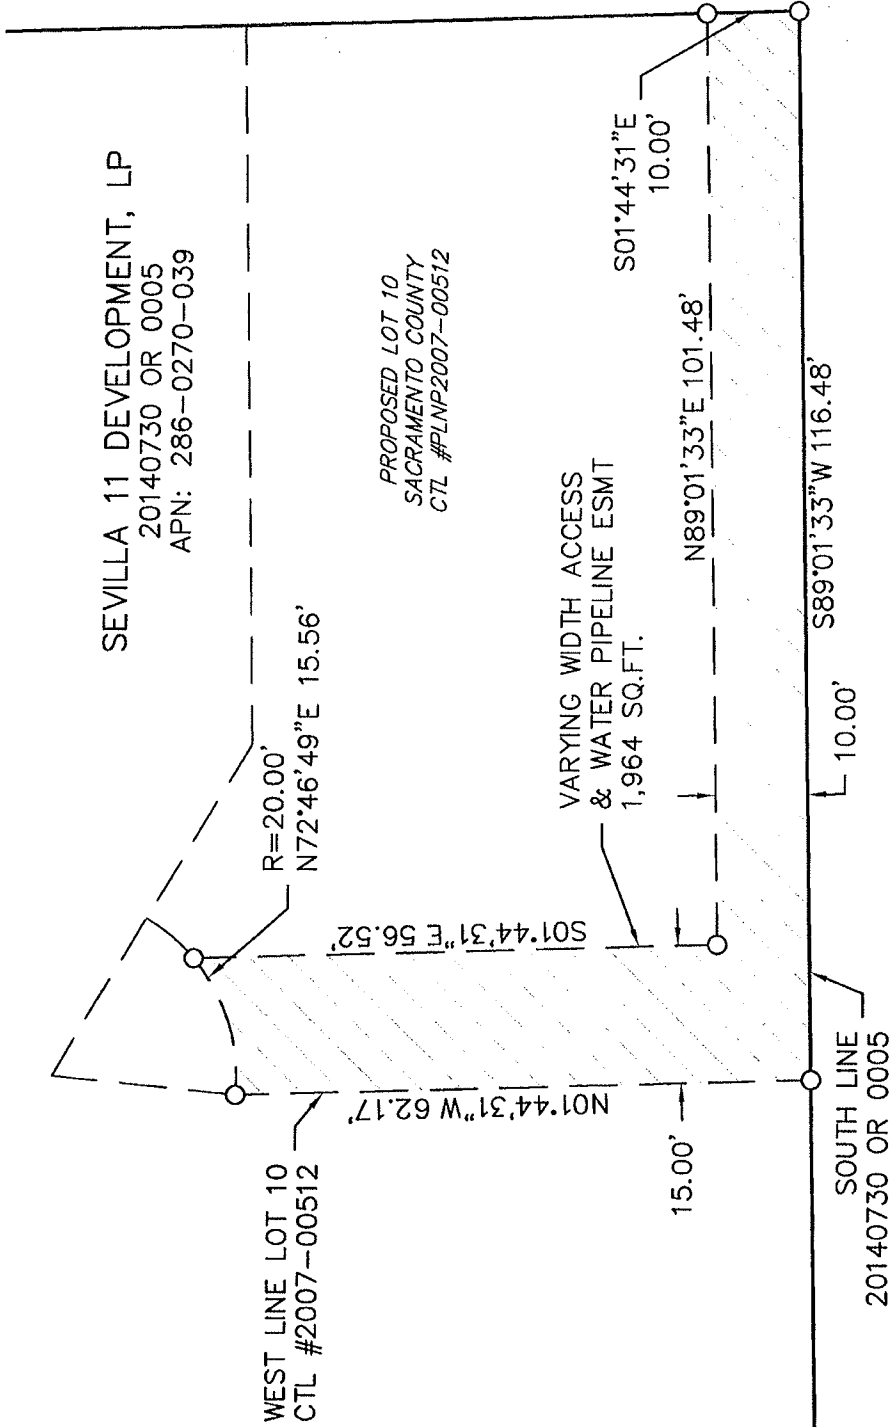 SEVILLA 11 DEVELOPMENT, LP
20140730 OR 0005
APN: 286-0270-039
PROPOSED LOT 10
SACRAMENTO COUNTY
CTL #PLNP2007-00512
R=20.00'
N72°46'49"E 15.56'
WEST LINE LOT 10
CTL #2007-00512
VARYING WIDTH ACCESS
& WATER PIPELINE ESMT
1,964 SQ.FT.
S01°44'31"E
10.00'
S01°44'31"E 56.52'
N01°44'31"W 62.17'
N89°01'33"E 101.48'
S89°01'33"W 116.48'
15.00'
10.00'
SOUTH LINE
20140730 OR 0005